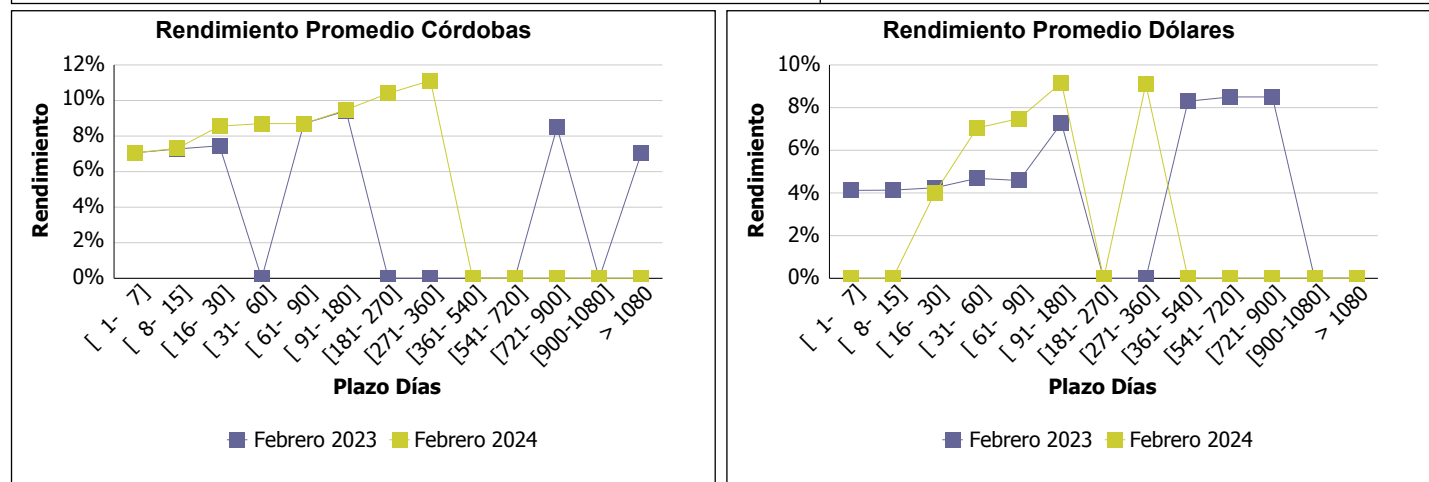 Rendimiento Promedio Córdobas
12%
10%
8%
6%
4%
2%
0%
Rendimiento
[ 1- 7]
[ 8- 15]
[ 16- 30]
[ 31- 60]
[ 61- 90]
[ 91- 180]
[181- 270]
[271- 360]
[361- 540]
[541- 720]
[721- 900]
[900-1080]
> 1080
Plazo Días
Febrero 2023 Febrero 2024
Rendimiento Promedio Dólares
10%
8%
6%
4%
2%
0%
Rendimiento
[ 1- 7]
[ 8- 15]
[ 16- 30]
[ 31- 60]
[ 61- 90]
[ 91- 180]
[181- 270]
[271- 360]
[361- 540]
[541- 720]
[721- 900]
[900-1080]
> 1080
Plazo Días
Febrero 2023 Febrero 2024